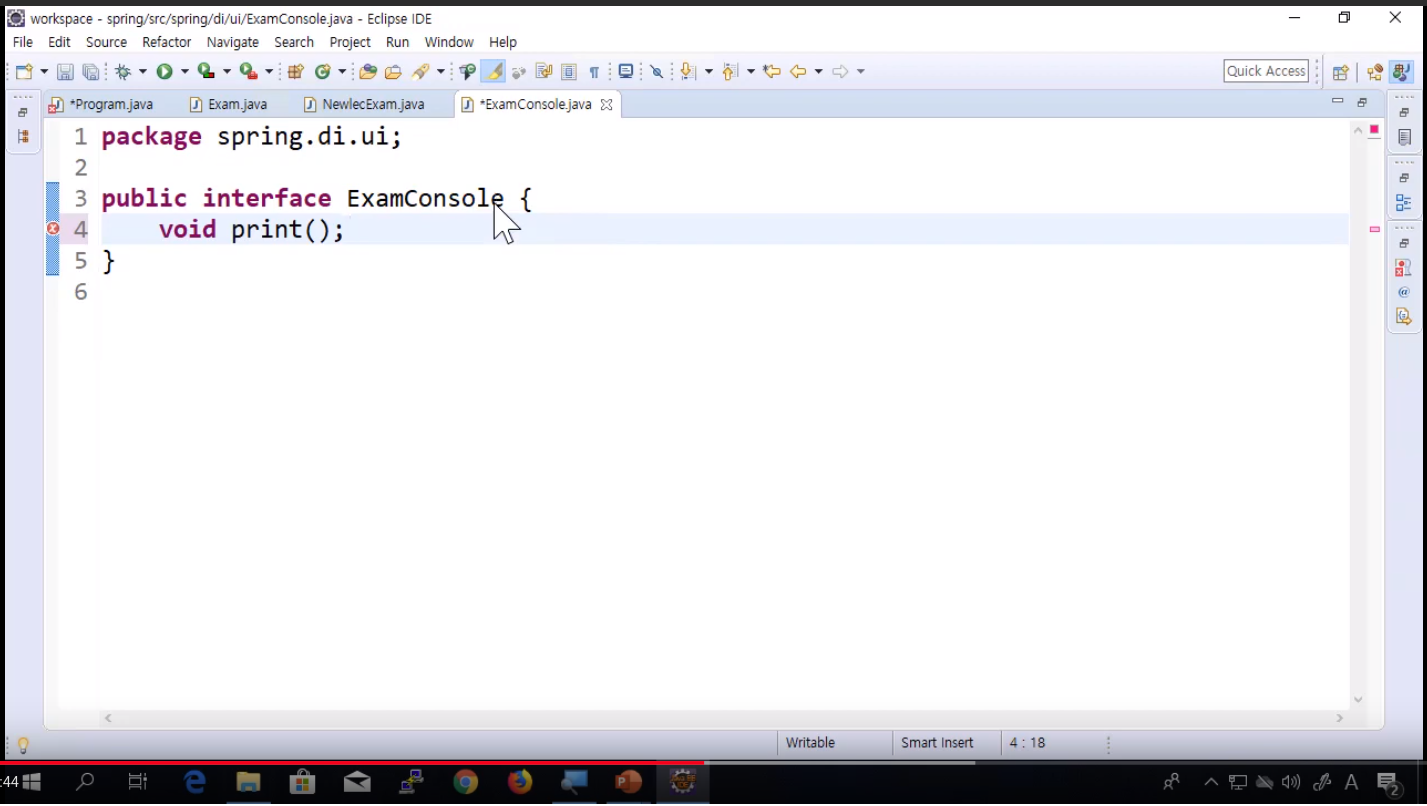 workspace - spring/src/spring/di/ui/ExamConsole.java - Eclipse IDE
File Edit Source Refactor Navigate Search Project Run Window Help
Quick Access
*Program.java Exam.java NewlecExam.java *ExamConsole.java
1 package spring.di.ui;
2
3 public interface ExamConsole {
4 void print();
5 }
6
Writable Smart Insert 4 : 18
:44 A 2